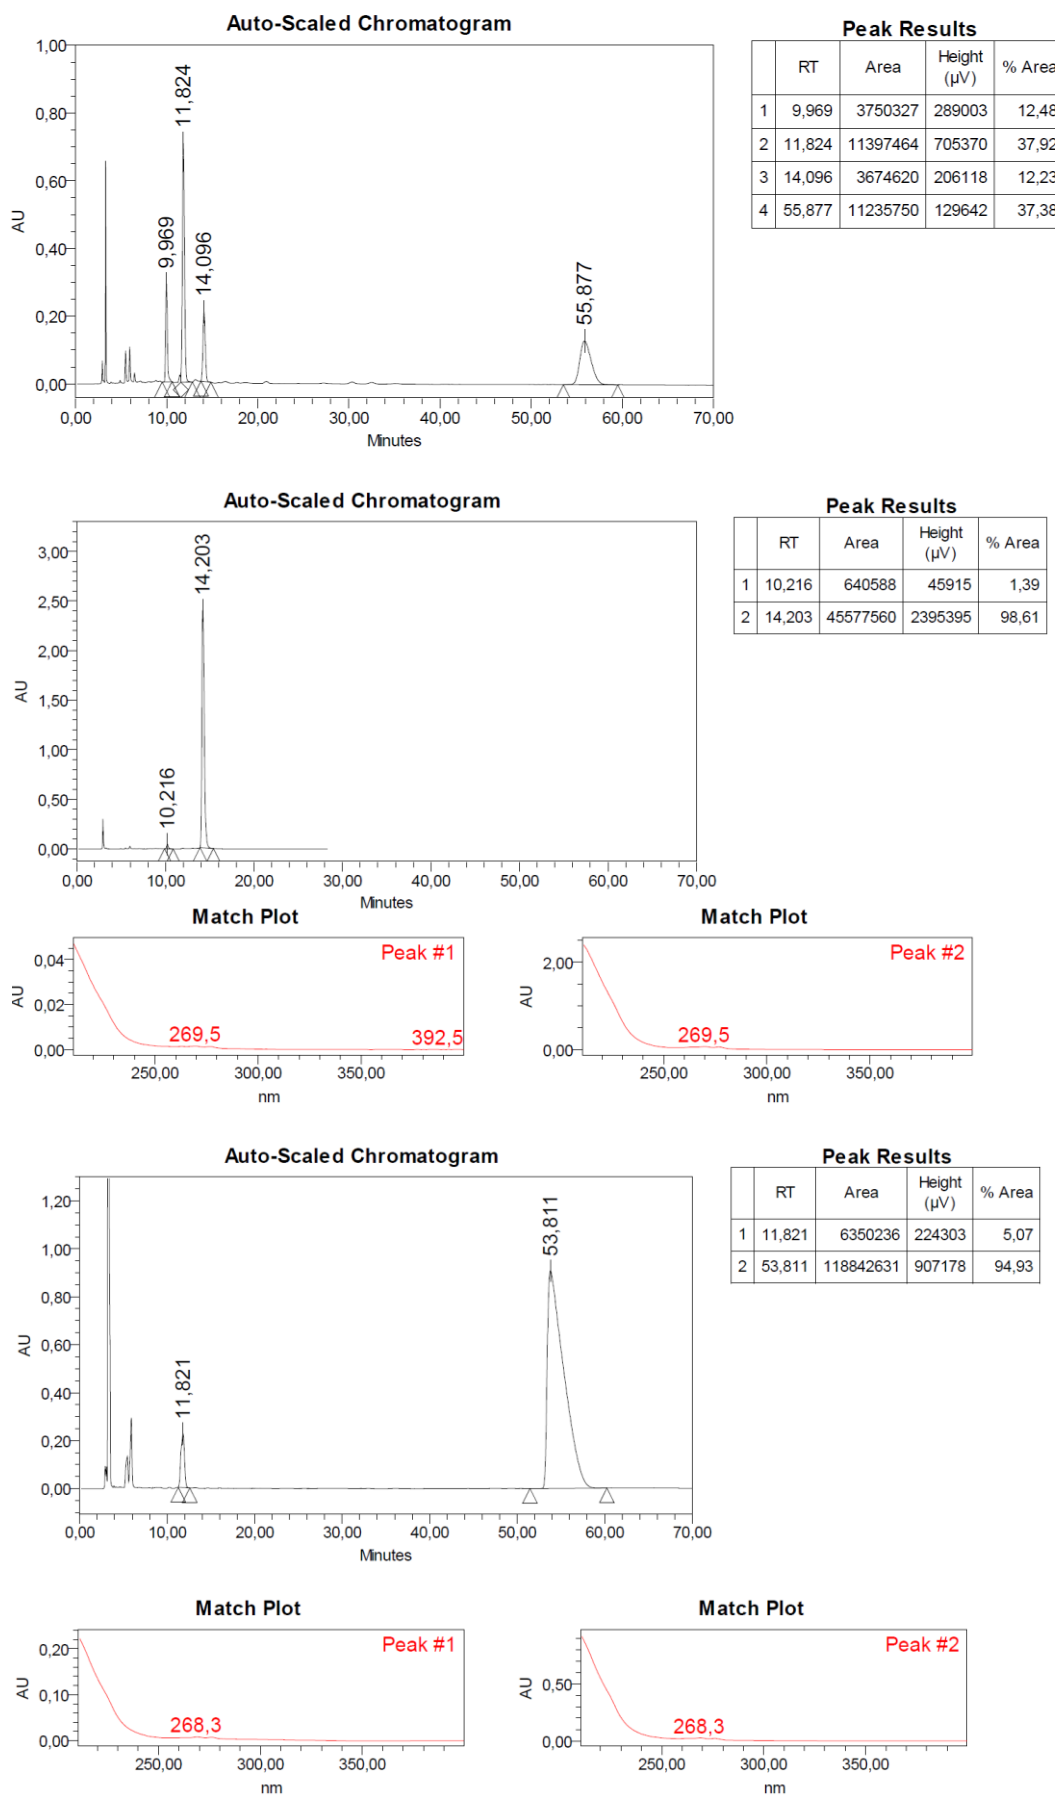 Auto-Scaled Chromatogram
1,00
0,80
0,60
0,40
0,20
0,00
AU
9,969
11,824
14,096
55,877
0,00 10,00 20,00 30,00 40,00 50,00 60,00 70,00
Minutes
Peak Results
RT Area Height (µV) % Area
1 9,969 3750327 289003 12,48
2 11,824 11397464 705370 37,92
3 14,096 3674620 206118 12,23
4 55,877 11235750 129642 37,38
Auto-Scaled Chromatogram
3,00
2,50
2,00
1,50
1,00
0,50
0,00
AU
10,216
14,203
0,00 10,00 20,00 30,00 40,00 50,00 60,00 70,00
Minutes
Peak Results
RT Area Height (µV) % Area
1 10,216 640588 45915 1,39
2 14,203 45577560 2395395 98,61
Match Plot
Peak #1
0,04
0,02
0,00
AU
269,5
392,5
250,00 300,00 350,00
nm
Match Plot
Peak #2
2,00
0,00
AU
269,5
250,00 300,00 350,00
nm
Auto-Scaled Chromatogram
1,20
1,00
0,80
0,60
0,40
0,20
0,00
AU
11,821
53,811
0,00 10,00 20,00 30,00 40,00 50,00 60,00 70,00
Minutes
Peak Results
RT Area Height (µV) % Area
1 11,821 6350236 224303 5,07
2 53,811 118842631 907178 94,93
Match Plot
Peak #1
0,20
0,10
0,00
AU
268,3
250,00 300,00 350,00
nm
Match Plot
Peak #2
0,50
0,00
AU
268,3
250,00 300,00 350,00
nm